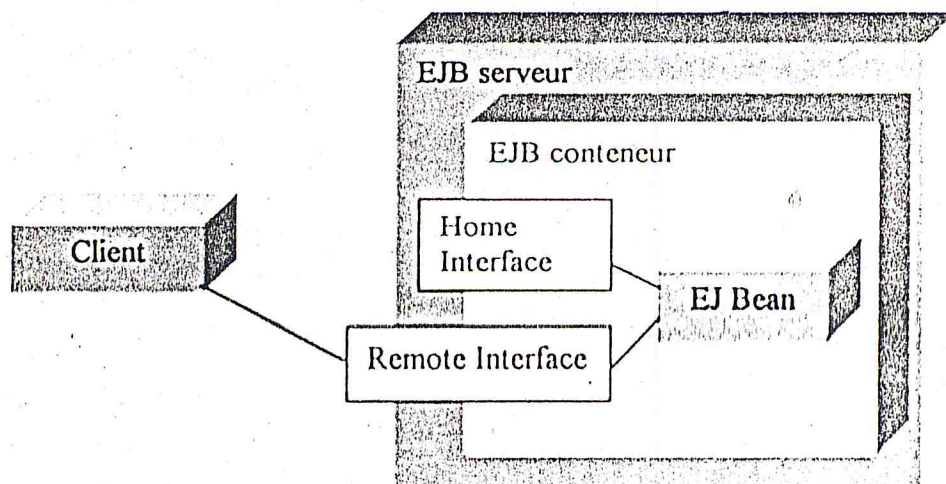 EJB serveur
EJB conteneur
Home
Interface
Client
EJ Bean
Remote Interface